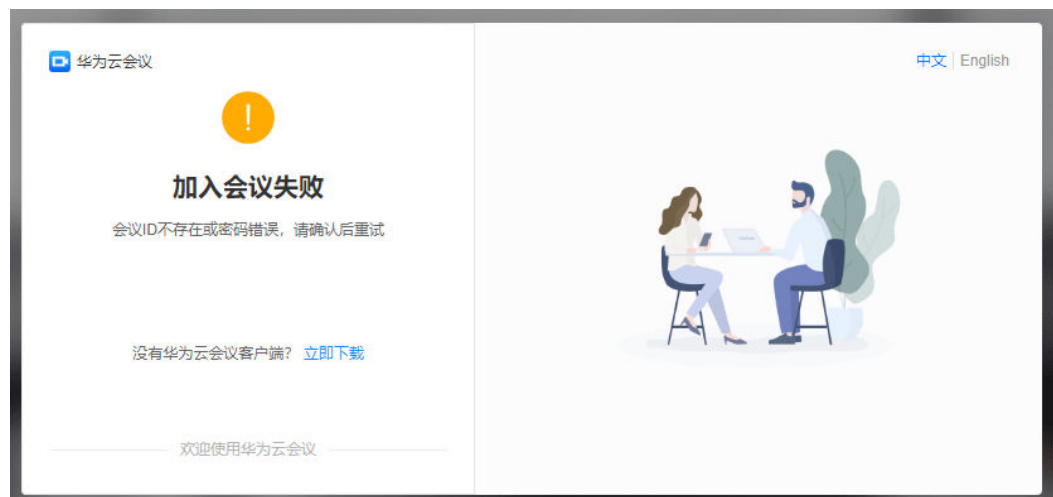 华为云会议
中文 | English
加入会议失败
会议ID不存在或密码错误，请确认后重试
没有华为云会议客户端？ 立即下载
欢迎使用华为云会议